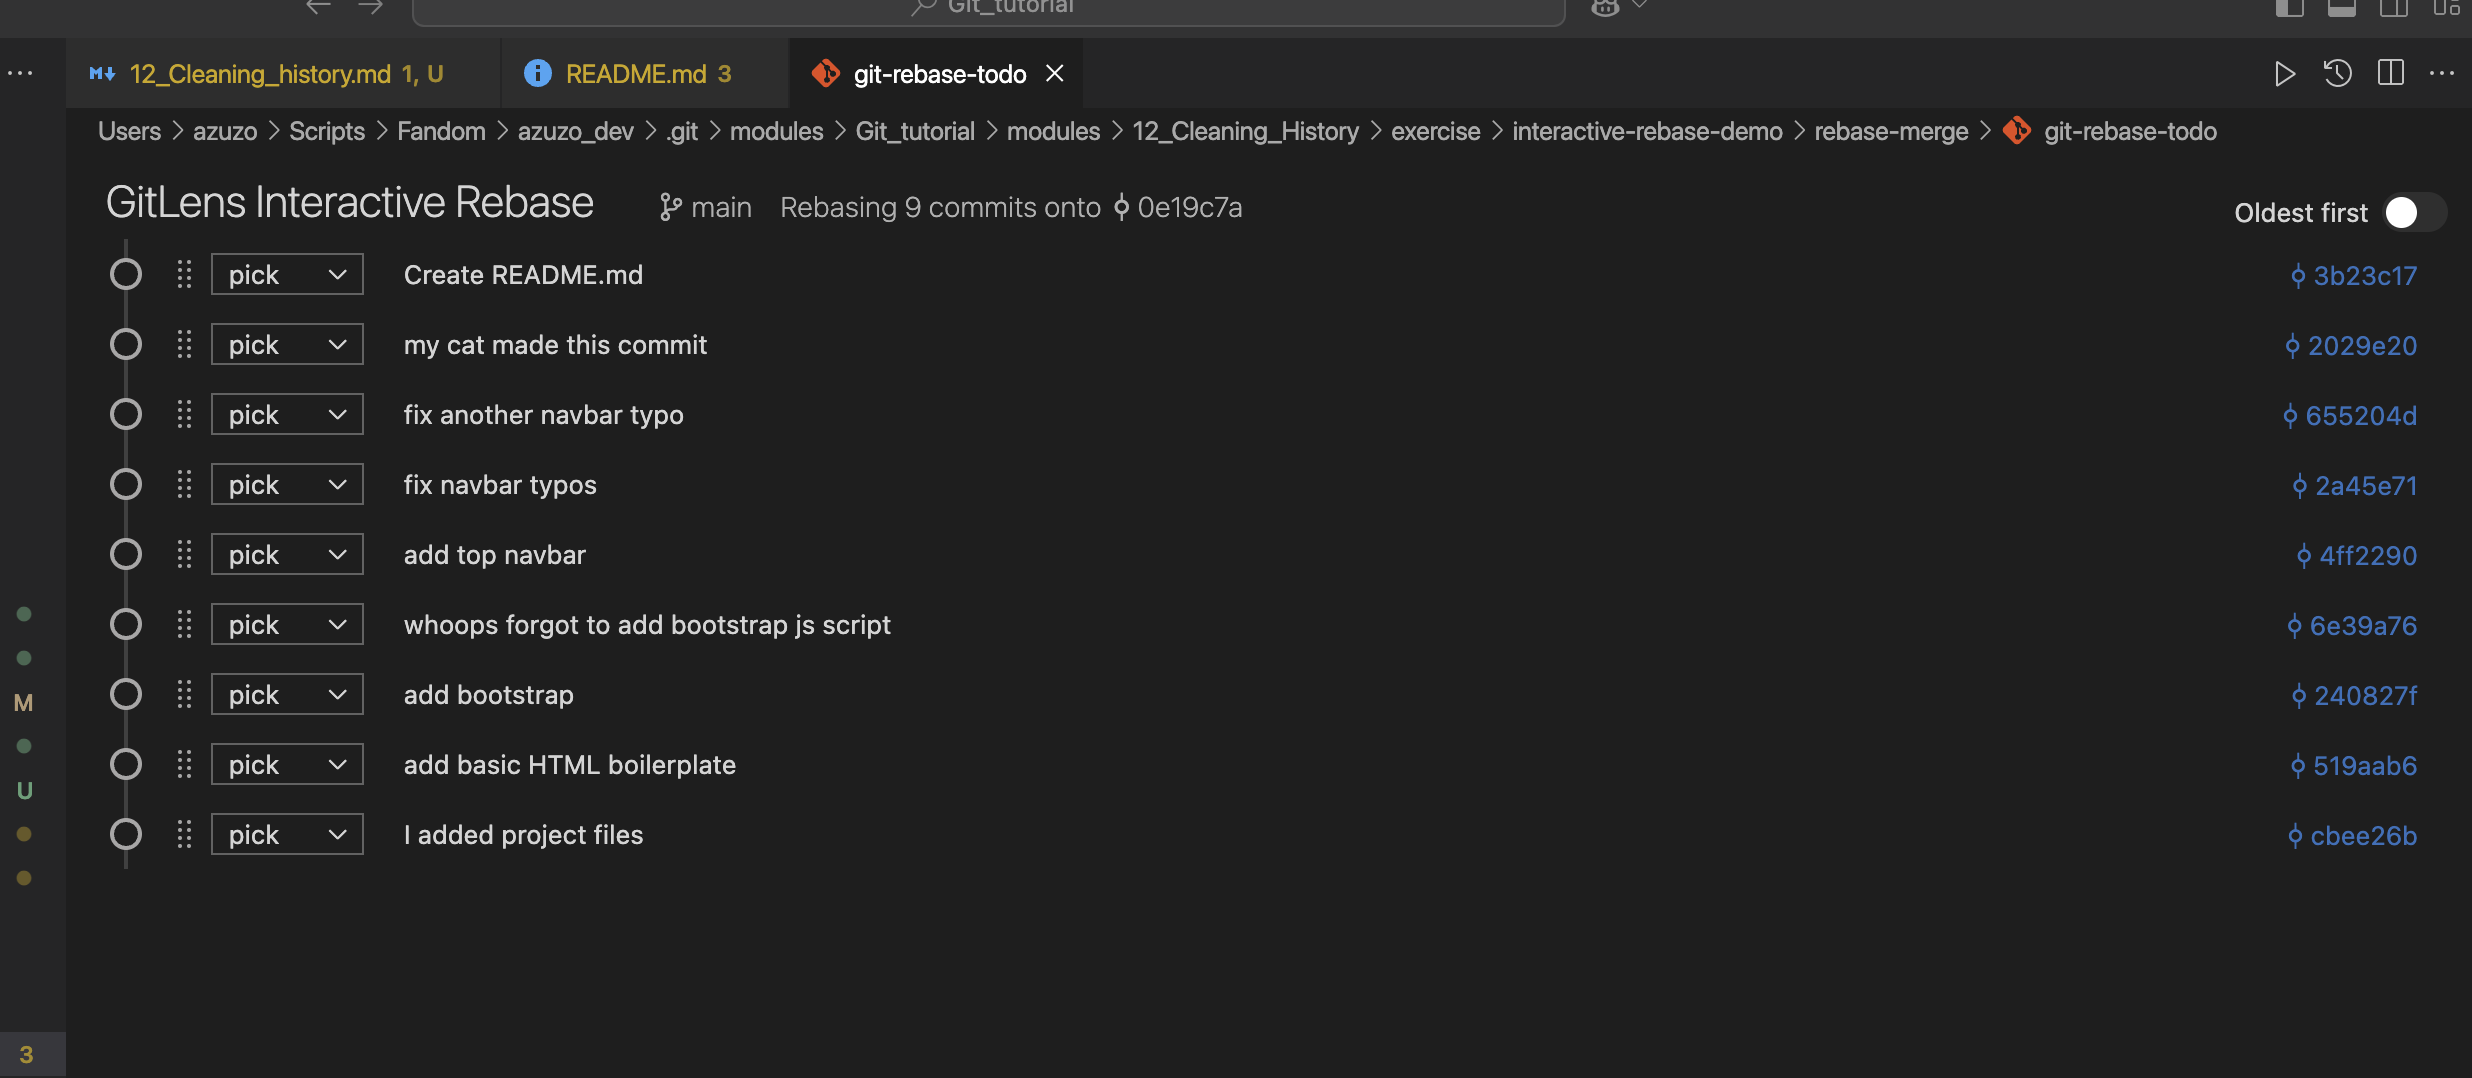 Git_tutorial
12_Cleaning_history.md 1, U
README.md 3
git-rebase-todo
Users > azuzo > Scripts > Fandom > azuzo_dev > .git > modules > Git_tutorial > modules > 12_Cleaning_History > exercise > interactive-rebase-demo > rebase-merge > git-rebase-todo
GitLens Interactive Rebase main Rebasing 9 commits onto 0e19c7a Oldest first
pick Create README.md 3b23c17
pick my cat made this commit 2029e20
pick fix another navbar typo 655204d
pick fix navbar typos 2a45e71
pick add top navbar 4ff2290
pick whoops forgot to add bootstrap js script 6e39a76
pick add bootstrap 240827f
pick add basic HTML boilerplate 519aab6
pick I added project files cbee26b
M
U
3